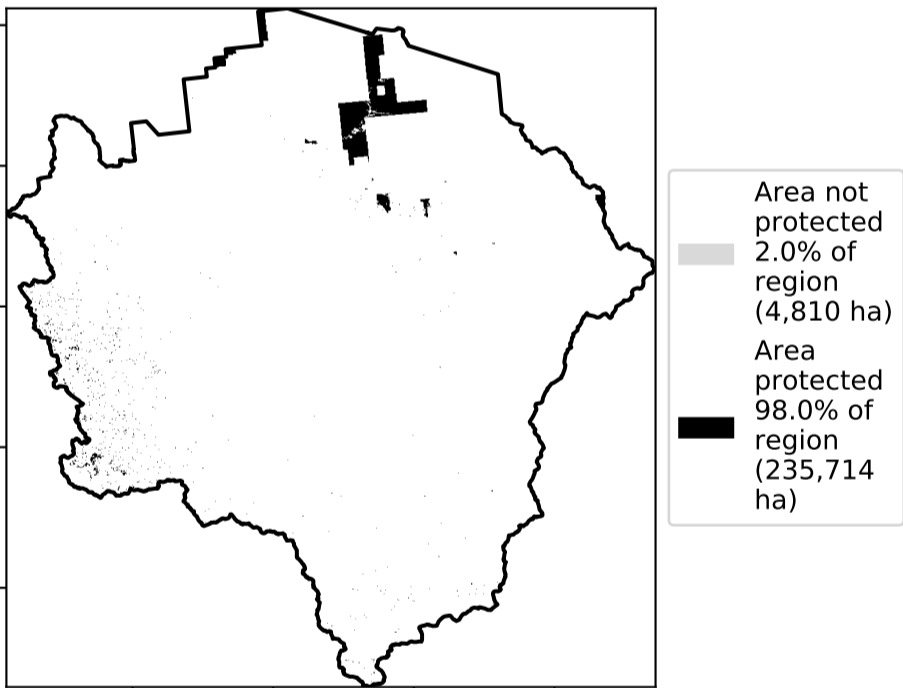 Area not
protected
2.0% of
region
(4,810 ha)
Area
protected
98.0% of
region
(235,714
ha)